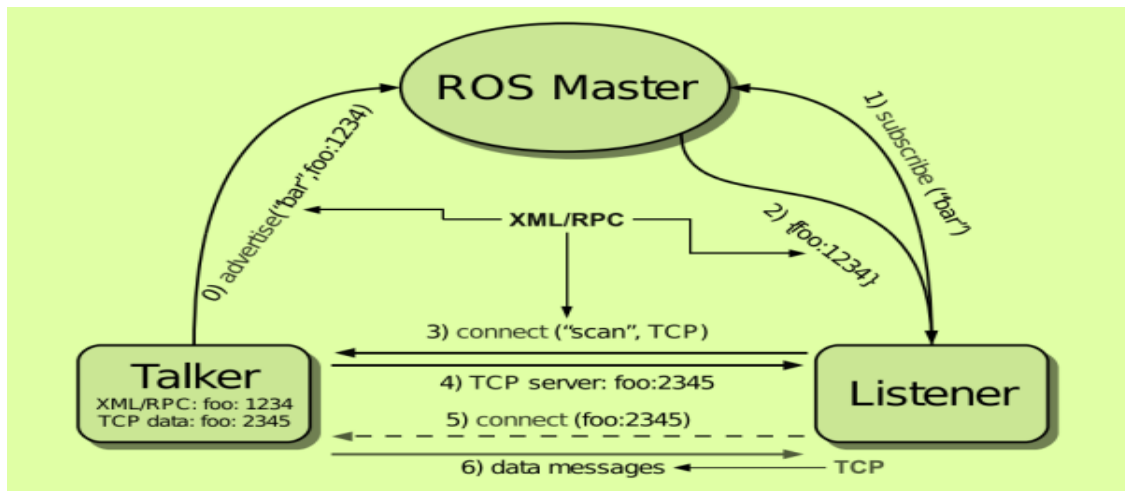 ROS Master
0) advertise("bar",foo:1234)
1) subscribe ("bar")
XML/RPC
2) {foo:1234}
3) connect ("scan", TCP)
Talker
XML/RPC: foo: 1234
TCP data: foo: 2345
4) TCP server: foo:2345
Listener
5) connect (foo:2345)
6) data messages
TCP